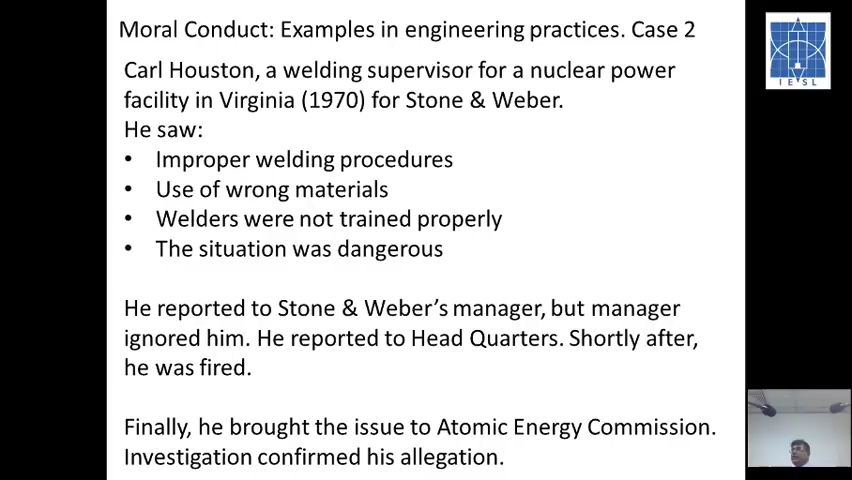 Moral Conduct: Examples in engineering practices. Case 2
Carl Houston, a welding supervisor for a nuclear power
facility in Virginia (1970) for Stone & Weber.
He saw:
• Improper welding procedures
• Use of wrong materials
• Welders were not trained properly
• The situation was dangerous
He reported to Stone & Weber's manager, but manager
ignored him. He reported to Head Quarters. Shortly after,
he was fired.
Finally, he brought the issue to Atomic Energy Commission.
Investigation confirmed his allegation.
I E S L